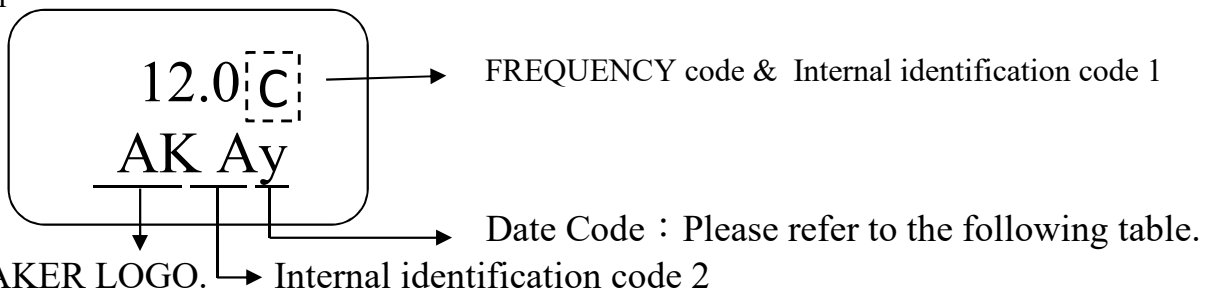 12.0 C
FREQUENCY code & Internal identification code 1
AK Ay
Date Code：Please refer to the following table.
AKER LOGO.
Internal identification code 2